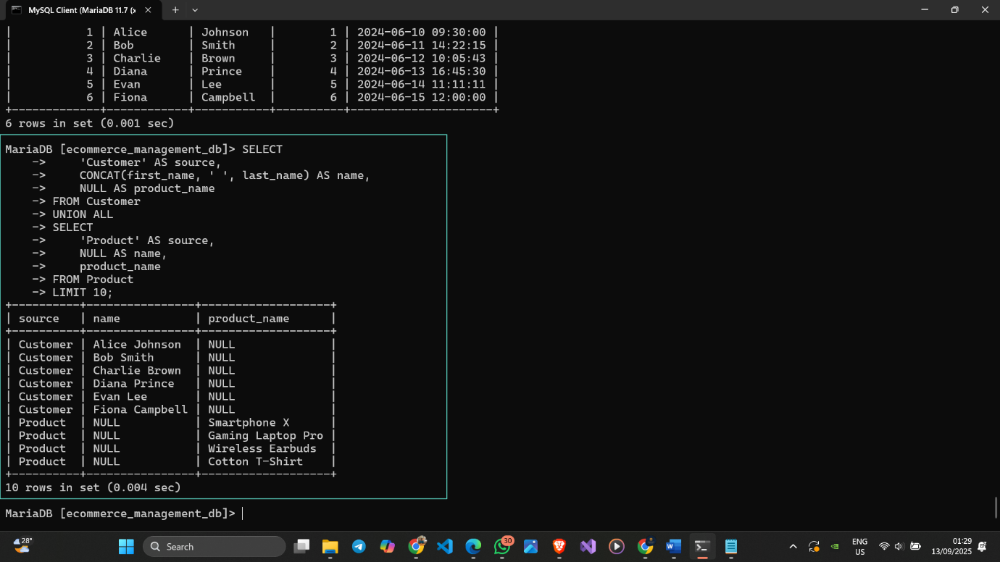 MySQL Client (MariaDB 11.7 (x
|           1 | Alice      | Johnson   |        1 | 2024-06-10 09:30:00 |
|           2 | Bob        | Smith     |        2 | 2024-06-11 14:22:15 |
|           3 | Charlie    | Brown     |        3 | 2024-06-12 10:05:43 |
|           4 | Diana      | Prince    |        4 | 2024-06-13 16:45:30 |
|           5 | Evan       | Lee       |        5 | 2024-06-14 11:11:11 |
|           6 | Fiona      | Campbell  |        6 | 2024-06-15 12:00:00 |
+-------------+------------+-----------+----------+---------------------+
6 rows in set (0.001 sec)
MariaDB [ecommerce_management_db]> SELECT
    ->     'Customer' AS source,
    ->     CONCAT(first_name, ' ', last_name) AS name,
    ->     NULL AS product_name
    -> FROM Customer
    -> UNION ALL
    -> SELECT
    ->     'Product' AS source,
    ->     NULL AS name,
    ->     product_name
    -> FROM Product
    -> LIMIT 10;
+----------+----------------+-------------------+
| source   | name           | product_name      |
+----------+----------------+-------------------+
| Customer | Alice Johnson  | NULL              |
| Customer | Bob Smith      | NULL              |
| Customer | Charlie Brown  | NULL              |
| Customer | Diana Prince   | NULL              |
| Customer | Evan Lee       | NULL              |
| Customer | Fiona Campbell | NULL              |
| Product  | NULL           | Smartphone X      |
| Product  | NULL           | Gaming Laptop Pro |
| Product  | NULL           | Wireless Earbuds  |
| Product  | NULL           | Cotton T-Shirt    |
+----------+----------------+-------------------+
10 rows in set (0.004 sec)
MariaDB [ecommerce_management_db]>
28°
Search
30
ENG
US
01:29
13/09/2025